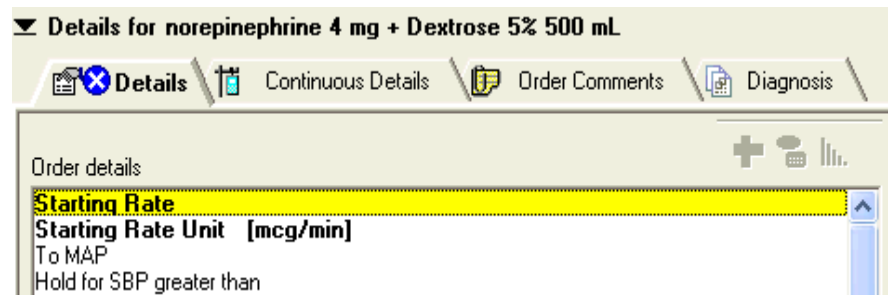 Details for norepinephrine 4 mg + Dextrose 5% 500 mL
Details Continuous Details Order Comments Diagnosis
Order details
Starting Rate
Starting Rate Unit [mcg/min]
To MAP
Hold for SBP greater than